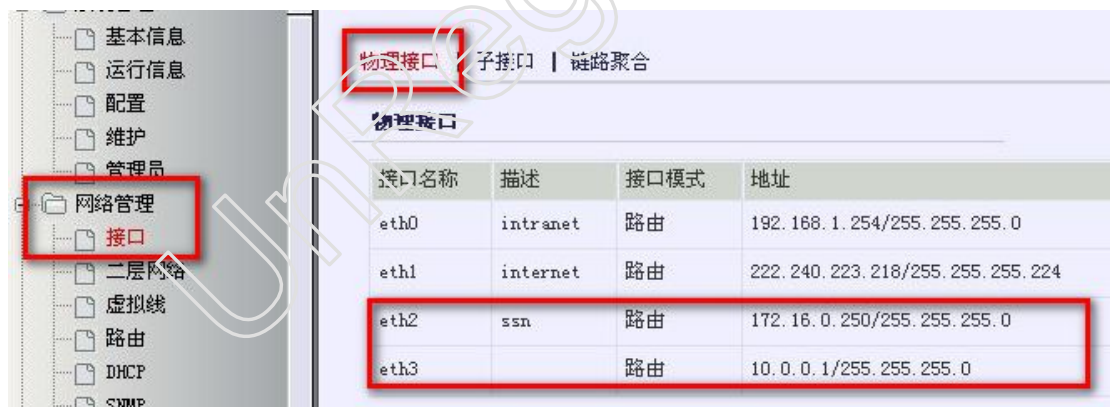 基本信息
运行信息
配置
维护
管理员
网络管理
接口
二层网络
虚拟线
路由
DHCP
SNMP
物理接口 | 子接口 | 链路聚合
物理接口
接口名称 描述 接口模式 地址
eth0 intranet 路由 192.168.1.254/255.255.255.0
eth1 internet 路由 222.240.223.218/255.255.255.224
eth2 ssn 路由 172.16.0.250/255.255.255.0
eth3 路由 10.0.0.1/255.255.255.0
UnReg